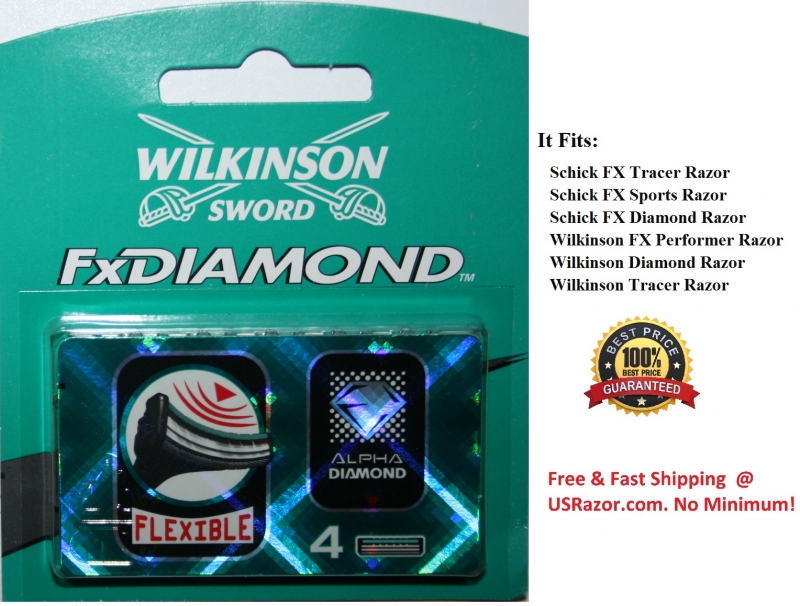 WILKINSON
SWORD
FxDIAMOND™
ALPHA
DIAMOND
FLEXIBLE
4
It Fits:
Schick FX Tracer Razor
Schick FX Sports Razor
Schick FX Diamond Razor
Wilkinson FX Performer Razor
Wilkinson Diamond Razor
Wilkinson Tracer Razor
BEST PRICE
100%
BEST PRICE
GUARANTEED
Free & Fast Shipping @
USRazor.com. No Minimum!